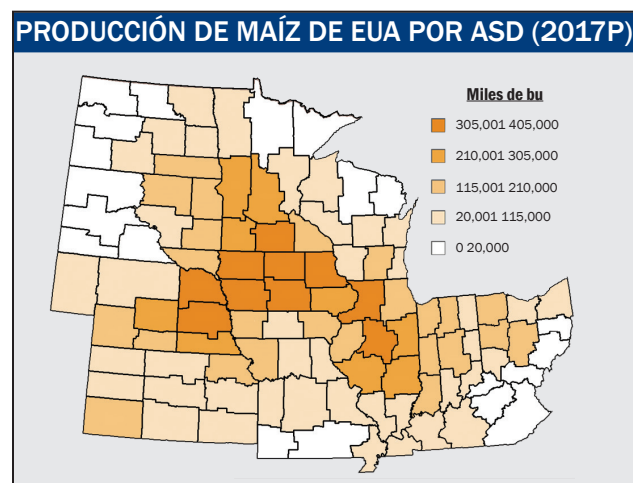 PRODUCCIÓN DE MAÍZ DE EUA POR ASD (2017P)
Miles de bu
305,001 405,000
210,001 305,000
115,001 210,000
20,001 115,000
0 20,000